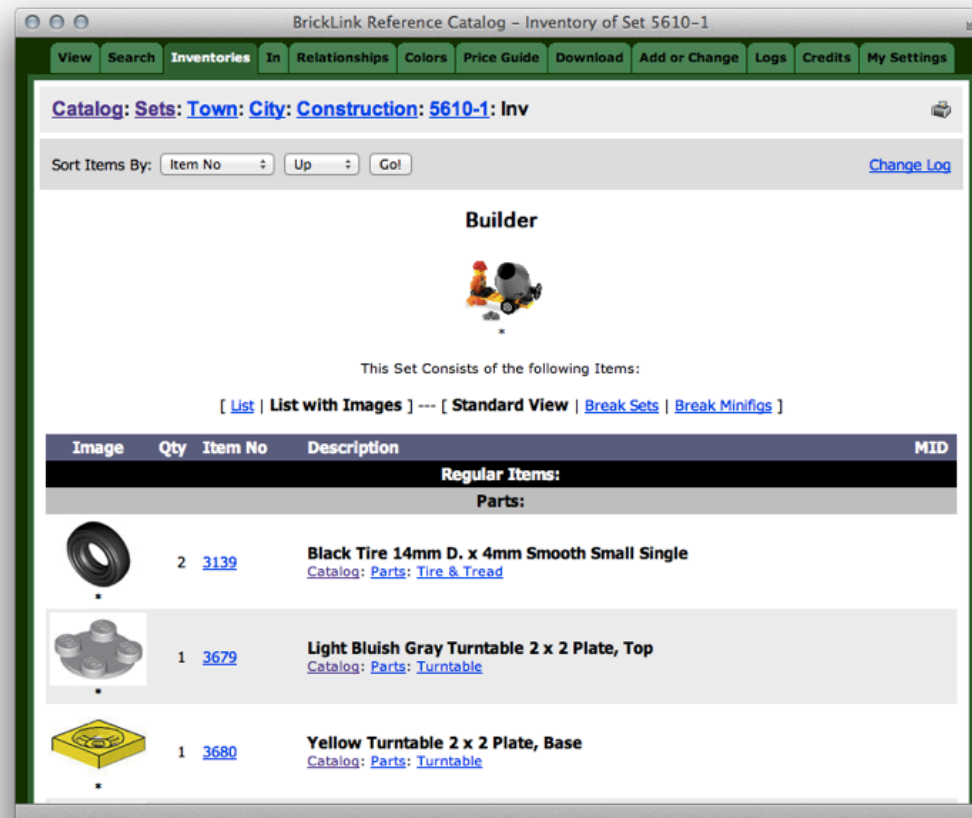 BrickLink Reference Catalog – Inventory of Set 5610-1
View Search Inventories In Relationships Colors Price Guide Download Add or Change Logs Credits My Settings
Catalog: Sets: Town: City: Construction: 5610-1: Inv
Sort Items By: Item No Up Go! Change Log
Builder
*
This Set Consists of the following Items:
[ List | List with Images ] --- [ Standard View | Break Sets | Break Minifigs ]
Image Qty Item No Description MID
Regular Items:
Parts:
2 3139 Black Tire 14mm D. x 4mm Smooth Small Single
Catalog: Parts: Tire & Tread
*
1 3679 Light Bluish Gray Turntable 2 x 2 Plate, Top
Catalog: Parts: Turntable
*
1 3680 Yellow Turntable 2 x 2 Plate, Base
Catalog: Parts: Turntable
*